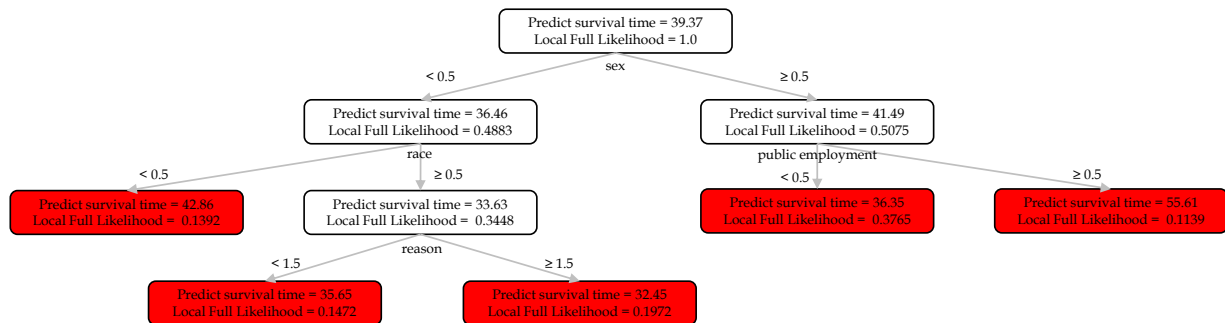 Predict survival time = 39.37
Local Full Likelihood = 1.0
sex
< 0.5
≥ 0.5
Predict survival time = 36.46
Local Full Likelihood = 0.4883
race
Predict survival time = 41.49
Local Full Likelihood = 0.5075
public employment
< 0.5
≥ 0.5
< 0.5
≥ 0.5
Predict survival time = 42.86
Local Full Likelihood = 0.1392
Predict survival time = 33.63
Local Full Likelihood = 0.3448
reason
Predict survival time = 36.35
Local Full Likelihood = 0.3765
Predict survival time = 55.61
Local Full Likelihood = 0.1139
< 1.5
≥ 1.5
Predict survival time = 35.65
Local Full Likelihood = 0.1472
Predict survival time = 32.45
Local Full Likelihood = 0.1972